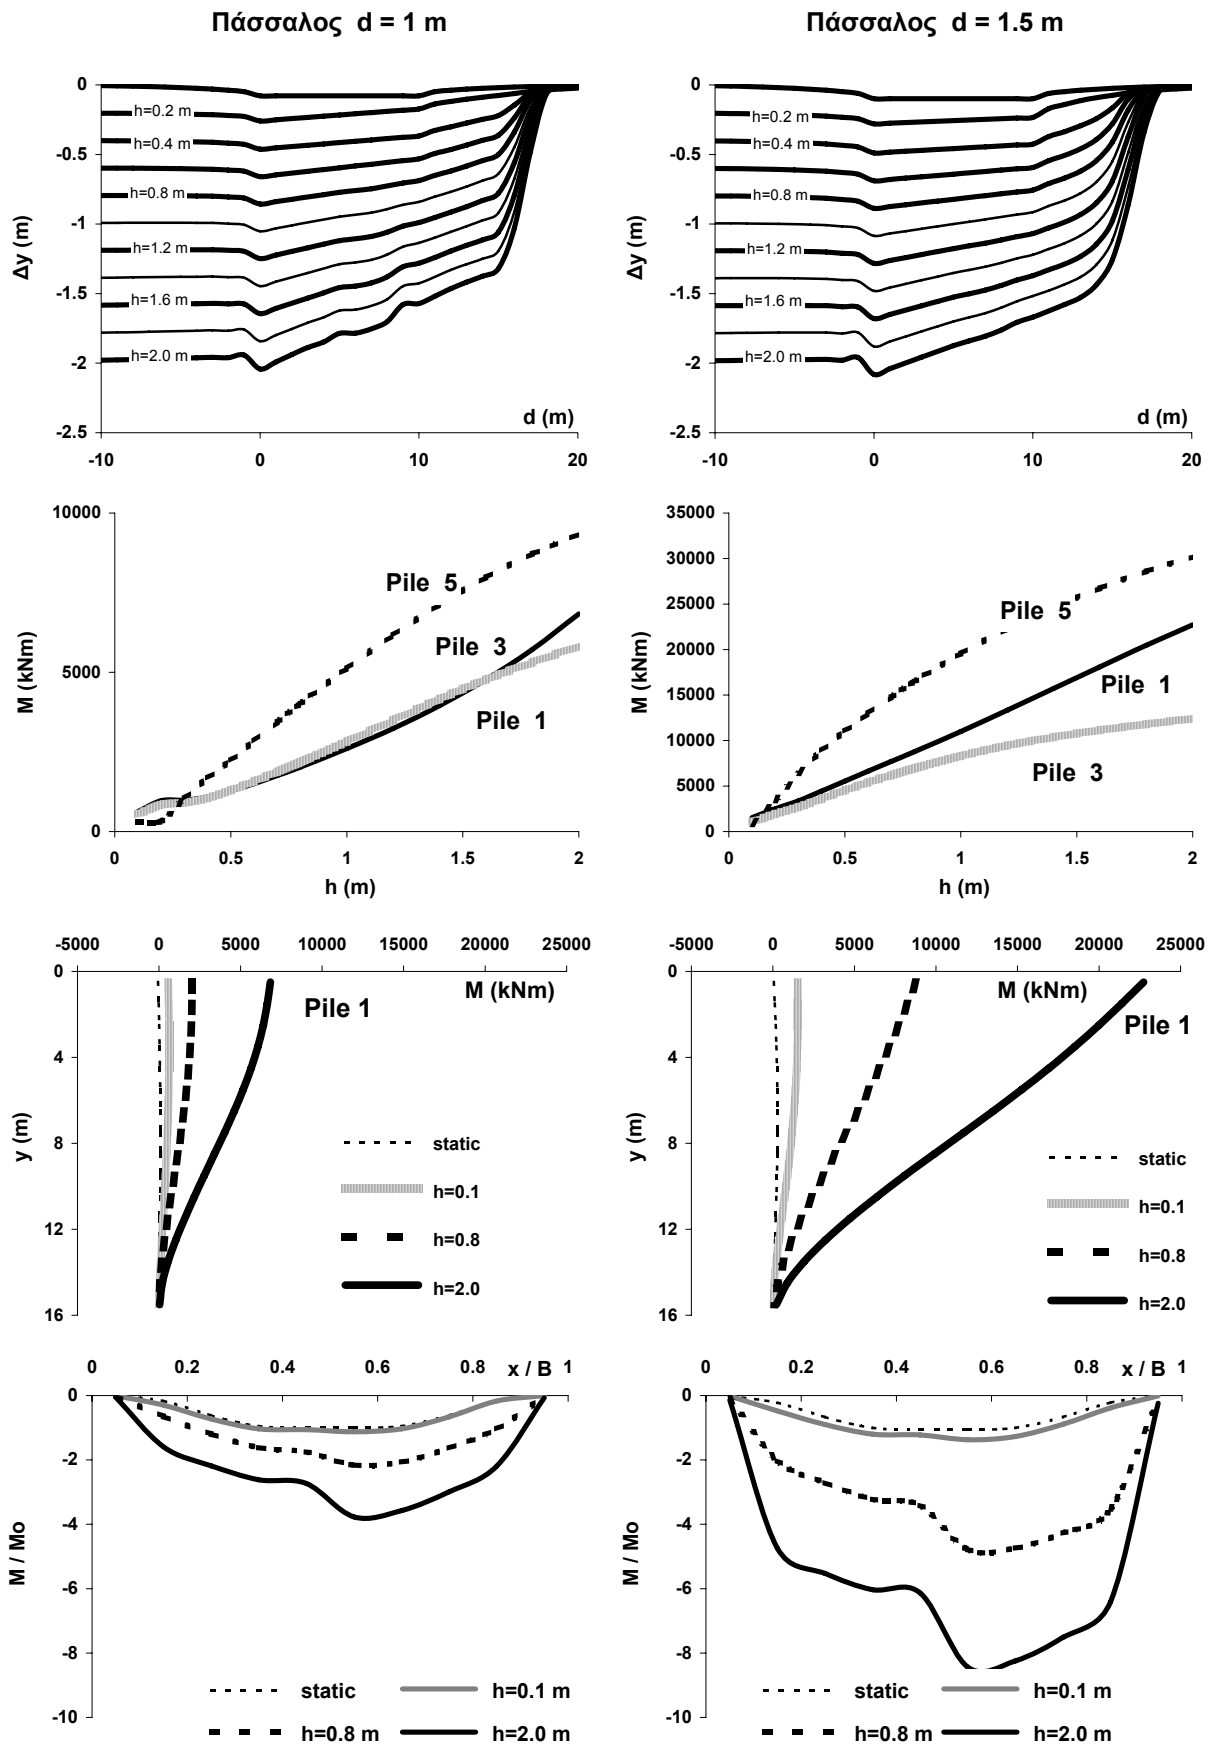 Πάσσαλος d = 1 m
Πάσσαλος d = 1.5 m
0
-0.5
-1
-1.5
-2
-2.5
Δy (m)
h=0.2 m
h=0.4 m
h=0.8 m
h=1.2 m
h=1.6 m
h=2.0 m
d (m)
-10 0 10 20
0
-0.5
-1
-1.5
-2
-2.5
Δy (m)
h=0.2 m
h=0.4 m
h=0.8 m
h=1.2 m
h=1.6 m
h=2.0 m
d (m)
-10 0 10 20
10000
5000
0
M (kNm)
Pile 5
Pile 3
Pile 1
0 0.5 1 1.5 2
h (m)
35000
30000
25000
20000
15000
10000
5000
0
M (kNm)
Pile 5
Pile 1
Pile 3
0 0.5 1 1.5 2
h (m)
-5000 0 5000 10000 15000 20000 25000
0
4
8
12
16
y (m)
M (kNm)
Pile 1
static
h=0.1
h=0.8
h=2.0
-5000 0 5000 10000 15000 20000 25000
0
4
8
12
16
y (m)
M (kNm)
Pile 1
static
h=0.1
h=0.8
h=2.0
0 0.2 0.4 0.6 0.8 x / B 1
0
-2
-4
-6
-8
-10
M / Mo
static
h=0.1 m
h=0.8 m
h=2.0 m
0 0.2 0.4 0.6 0.8 x / B 1
0
-2
-4
-6
-8
-10
M / Mo
static
h=0.1 m
h=0.8 m
h=2.0 m